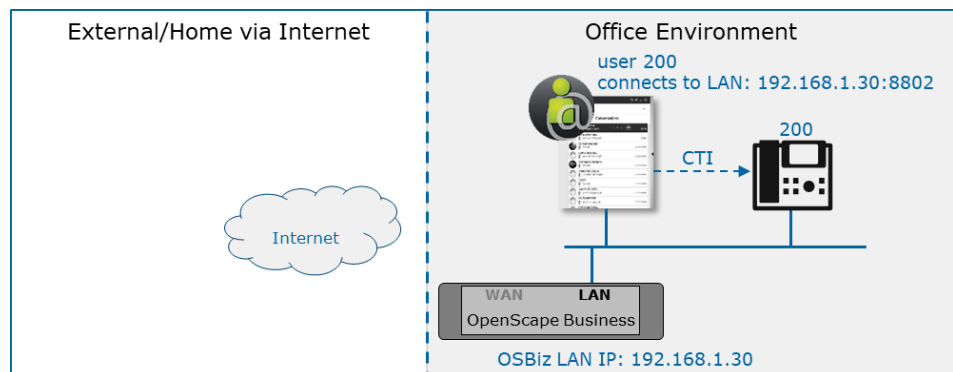 External/Home via Internet
Office Environment
user 200
connects to LAN: 192.168.1.30:8802
@
200
CTI
Internet
WAN
LAN
OpenScape Business
OSBiz LAN IP: 192.168.1.30